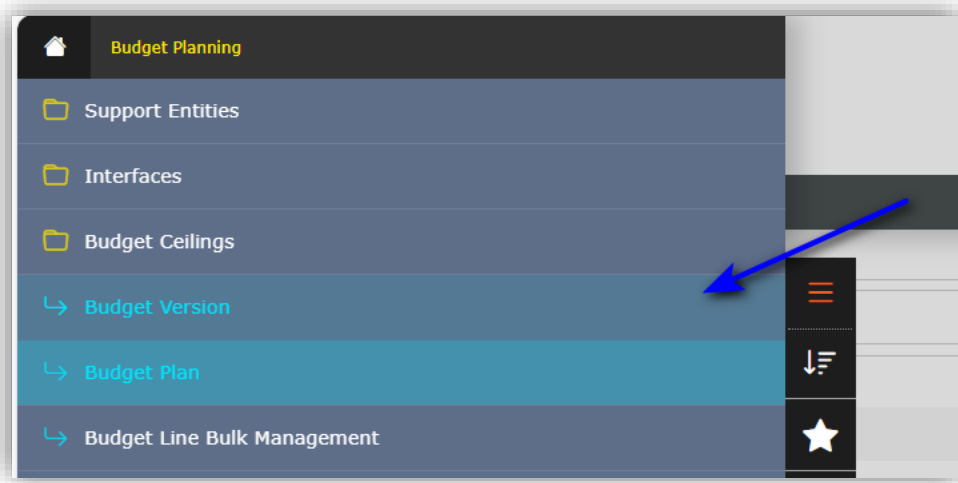 Budget Planning
Support Entities
Interfaces
Budget Ceilings
Budget Version
Budget Plan
Budget Line Bulk Management